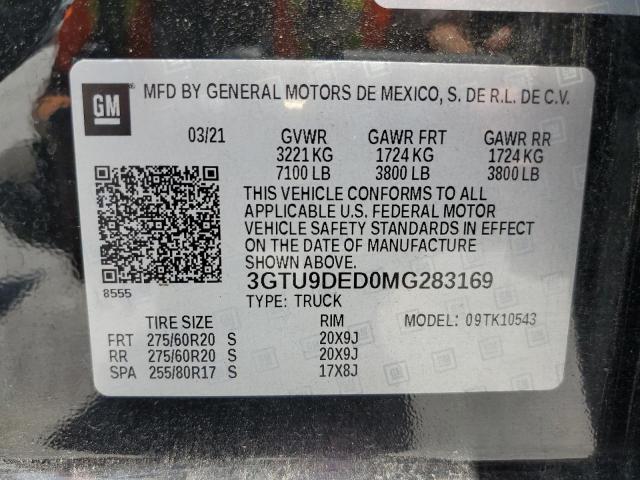 GM
MFD BY GENERAL MOTORS DE MEXICO, S. DE R.L. DE C.V.
03/21 GVWR GAWR FRT GAWR RR
3221 KG 1724 KG 1724 KG
7100 LB 3800 LB 3800 LB
THIS VEHICLE CONFORMS TO ALL
APPLICABLE U.S. FEDERAL MOTOR
VEHICLE SAFETY STANDARDS IN EFFECT
ON THE DATE OF MANUFACTURE
SHOWN ABOVE.
8555
3GTU9DED0MG283169
TYPE: TRUCK
TIRE SIZE RIM MODEL: 09TK10543
FRT 275/60R20 S 20X9J
RR 275/60R20 S 20X9J
SPA 255/80R17 S 17X8J